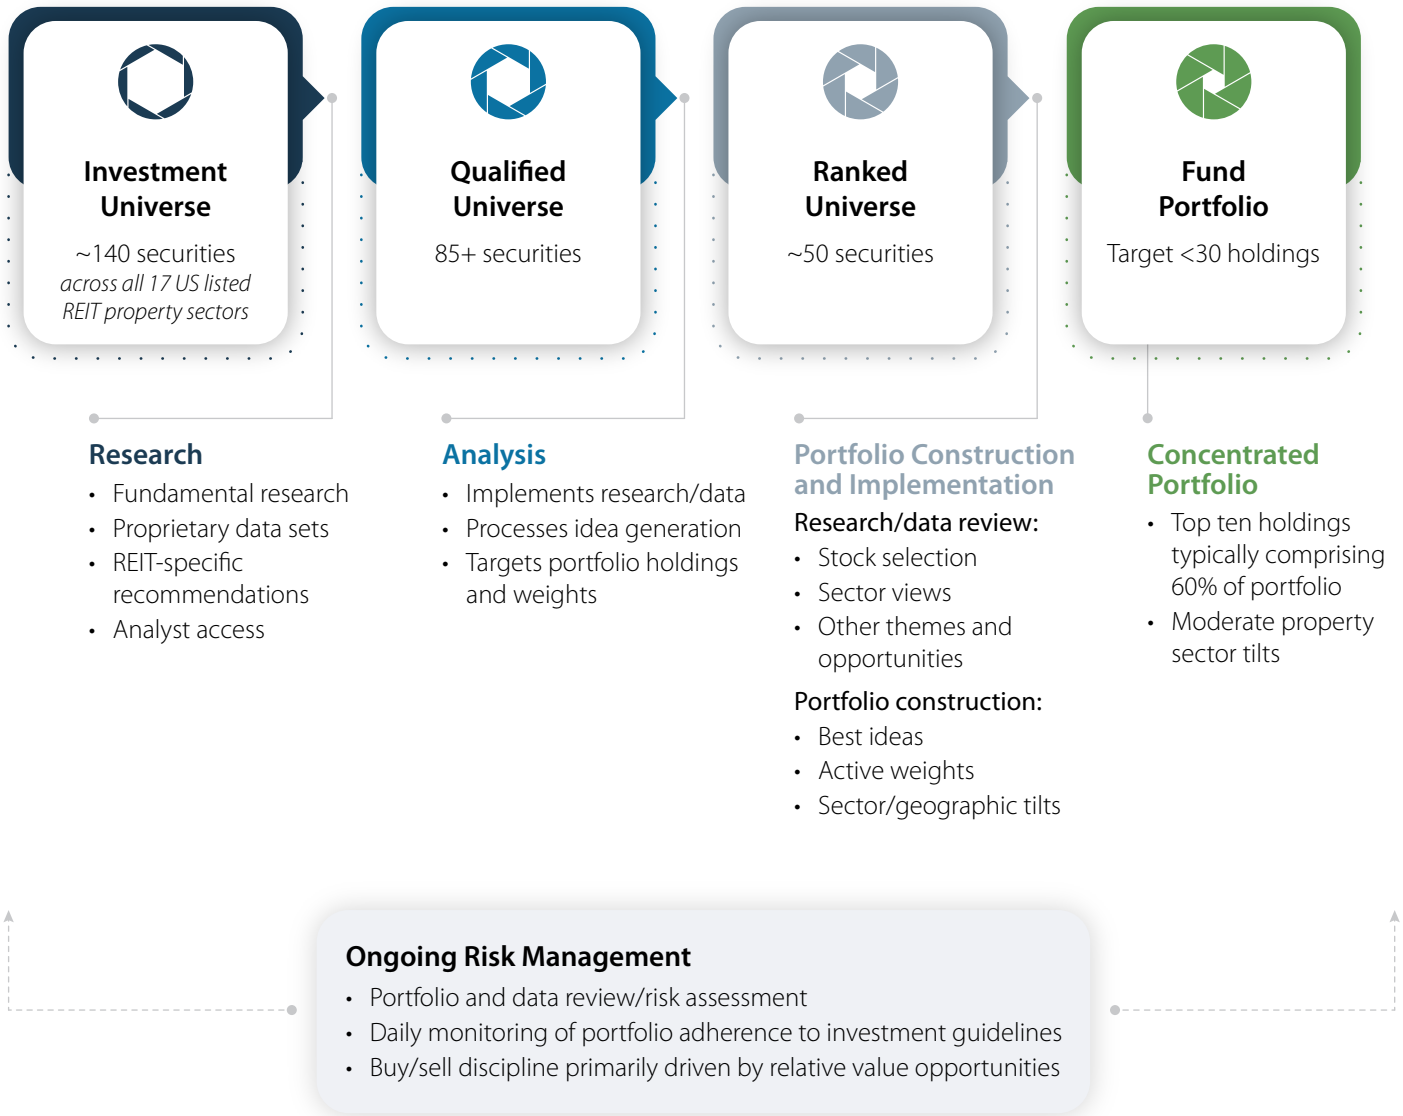 Investment
Universe
~140 securities
across all 17 US listed
REIT property sectors
Qualified
Universe
85+ securities
Ranked
Universe
~50 securities
Fund
Portfolio
Target <30 holdings
Research
• Fundamental research
• Proprietary data sets
• REIT-specific
recommendations
• Analyst access
Analysis
• Implements research/data
• Processes idea generation
• Targets portfolio holdings
and weights
Portfolio Construction
and Implementation
Research/data review:
• Stock selection
• Sector views
• Other themes and
opportunities
Portfolio construction:
• Best ideas
• Active weights
• Sector/geographic tilts
Concentrated
Portfolio
• Top ten holdings
typically comprising
60% of portfolio
• Moderate property
sector tilts
Ongoing Risk Management
• Portfolio and data review/risk assessment
• Daily monitoring of portfolio adherence to investment guidelines
• Buy/sell discipline primarily driven by relative value opportunities